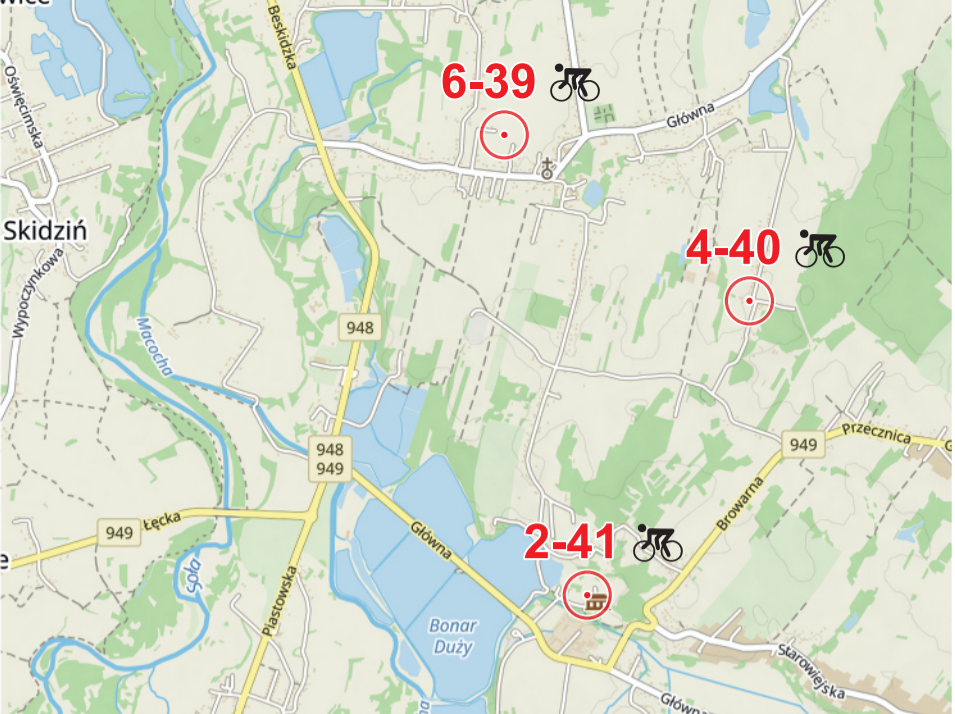 Beskidzka
Oświęcimska
6-39
Główna
Skidziń
4-40
Wypoczynkowa
Macocha
948
948
949
949
Przecznica
949
Łęcka
Główna
Browarna
2-41
Soła
Piastowska
Bonar
Duży
Starowiejska
Główna